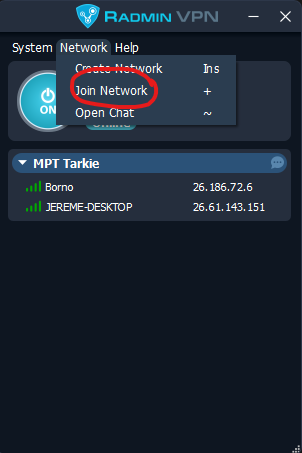 RADMIN VPN
System Network Help
Create Network Ins
Join Network +
ON
Open Chat ~
Online
MPT Tarkie
Borno 26.186.72.6
JEREME-DESKTOP 26.61.143.151